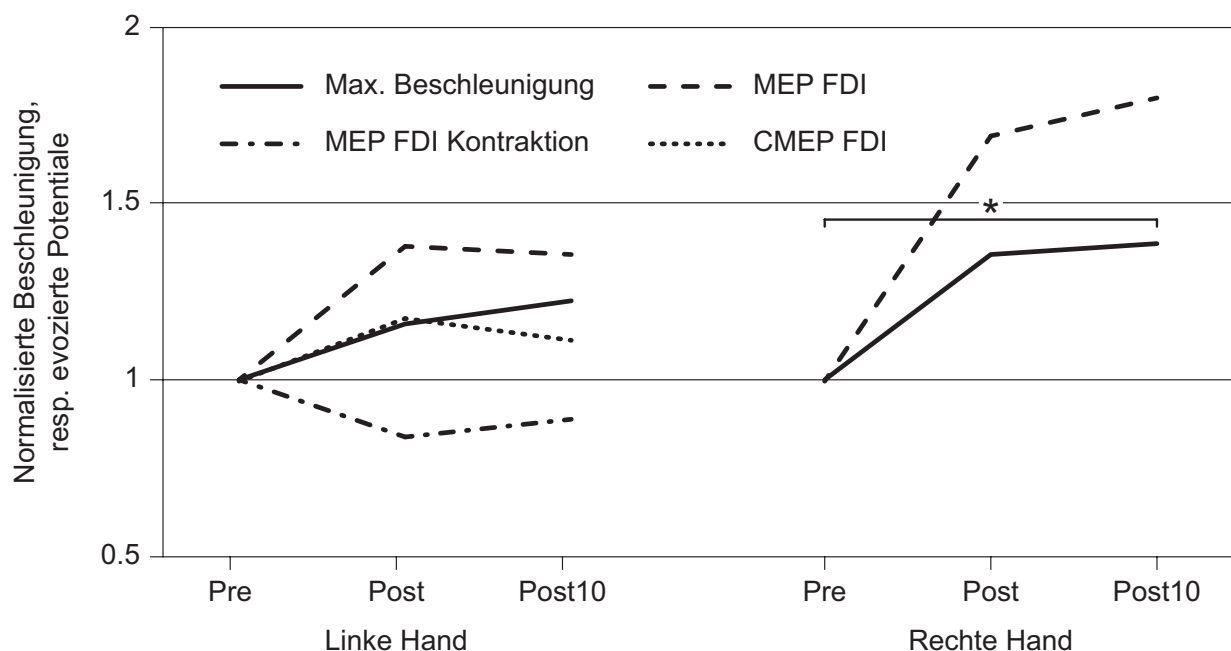 Normalisierte Beschleunigung,
resp. evozierte Potentiale
2
1.5
1
0.5
Max. Beschleunigung
MEP FDI
MEP FDI Kontraktion
CMEP FDI
*
Pre
Post
Post10
Pre
Post
Post10
Linke Hand
Rechte Hand